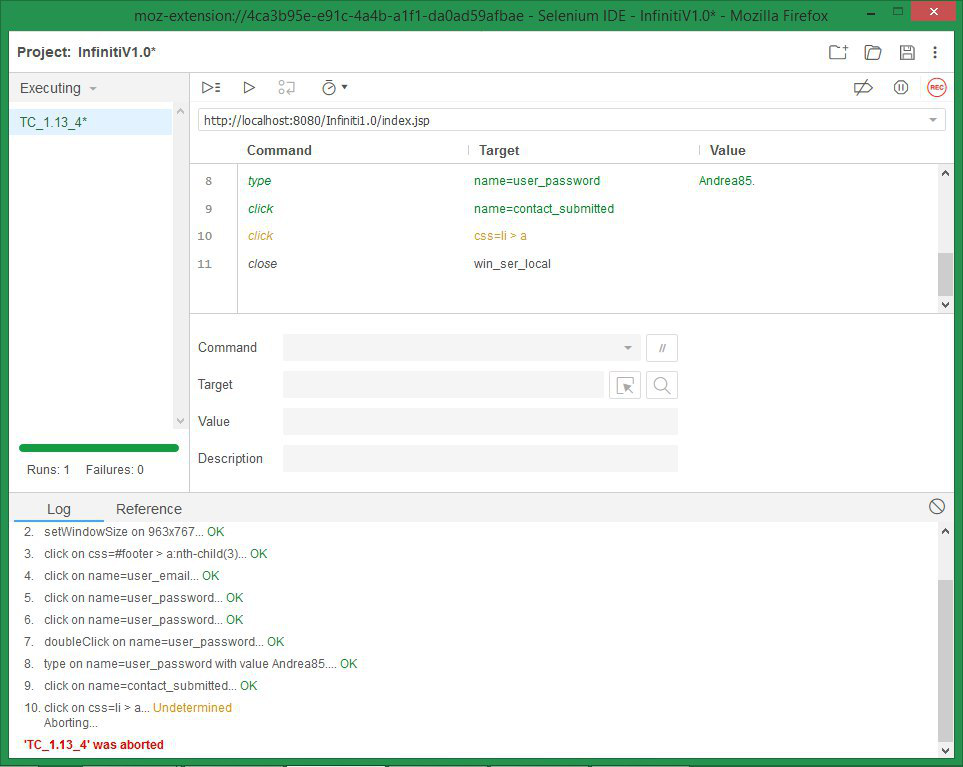 moz-extension://4ca3b95e-e91c-4a4b-a1f1-da0ad59afbae - Selenium IDE - InfinitiV1.0* - Mozilla Firefox
Project: InfinitiV1.0*
Executing
REC
TC_1.13_4*
http://localhost:8080/Infiniti1.0/index.jsp
Command Target Value
8 type name=user_password Andrea85.
9 click name=contact_submitted
10 click css=li > a
11 close win_ser_local
Command //
Target
Value
Description
Runs: 1 Failures: 0
Log Reference
2. setWindowSize on 963x767... OK
3. click on css=#footer > a:nth-child(3)... OK
4. click on name=user_email... OK
5. click on name=user_password... OK
6. click on name=user_password... OK
7. doubleClick on name=user_password... OK
8. type on name=user_password with value Andrea85.... OK
9. click on name=contact_submitted... OK
10. click on css=li > a... Undetermined
Aborting...
'TC_1.13_4' was aborted